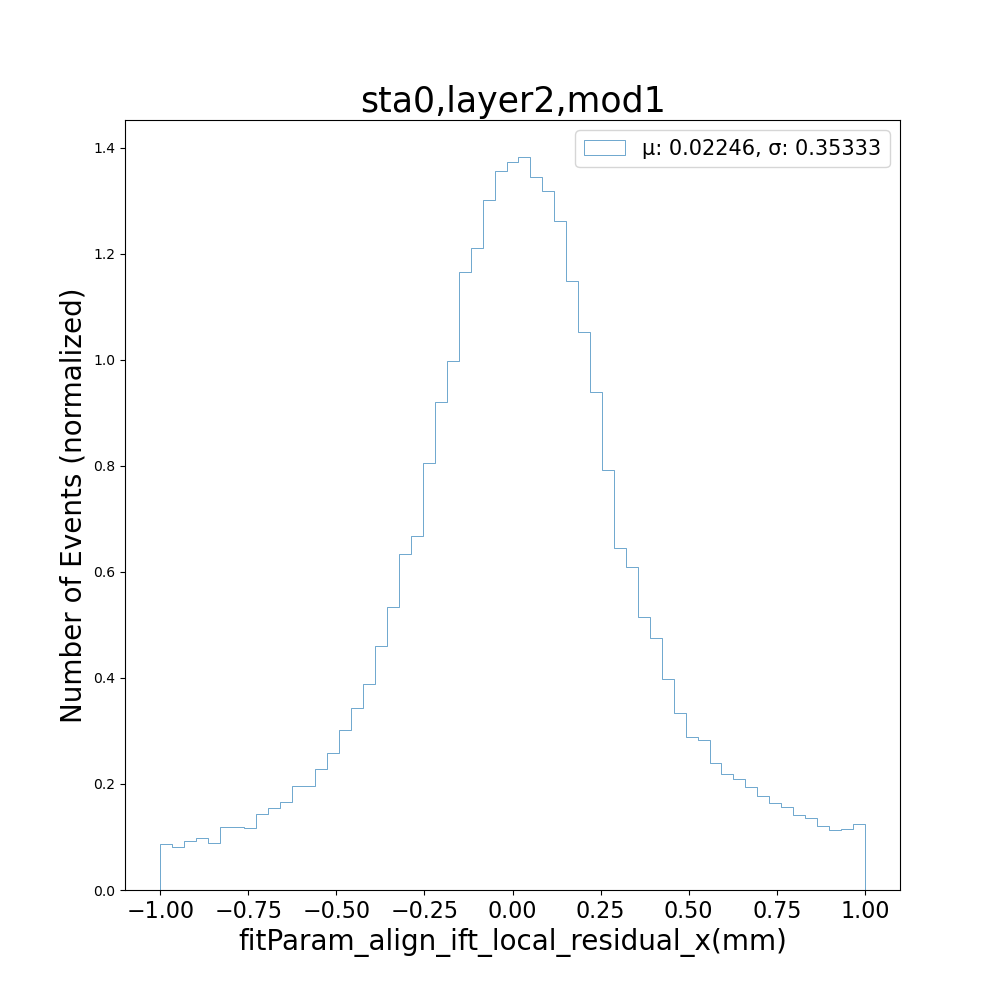 sta0,layer2,mod1
μ: 0.02246, σ: 0.35333
1.4
1.2
1.0
0.8
0.6
0.4
0.2
0.0
Number of Events (normalized)
−1.00 −0.75 −0.50 −0.25 0.00 0.25 0.50 0.75 1.00
fitParam_align_ift_local_residual_x(mm)